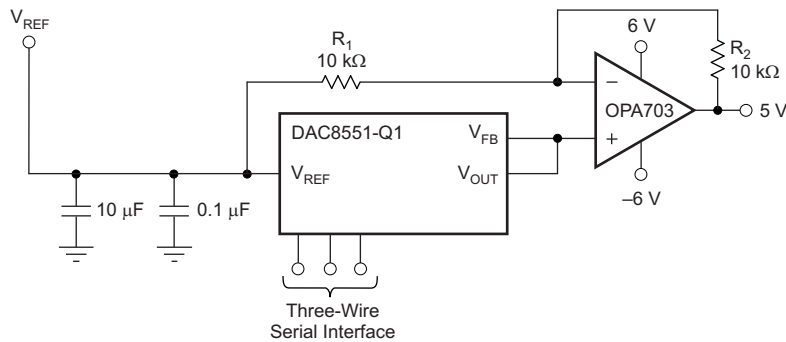 VREF
R1
10 kΩ
6 V
R2
10 kΩ
–
OPA703
5 V
+
–6 V
DAC8551-Q1
VFB
VREF
VOUT
10 μF
0.1 μF
Three-Wire
Serial Interface